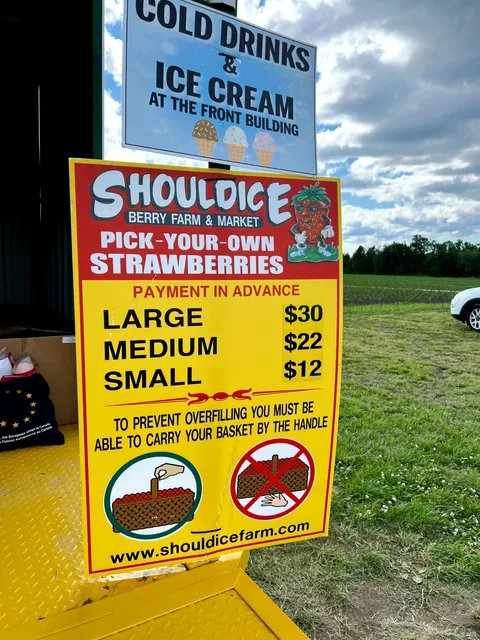 COLD DRINKS
&
ICE CREAM
AT THE FRONT BUILDING
SHOULDICE
BERRY FARM & MARKET
PICK-YOUR-OWN
STRAWBERRIES
PAYMENT IN ADVANCE
LARGE $30
MEDIUM $22
SMALL $12
TO PREVENT OVERFILLING YOU MUST BE
ABLE TO CARRY YOUR BASKET BY THE HANDLE
www.shouldicefarm.com